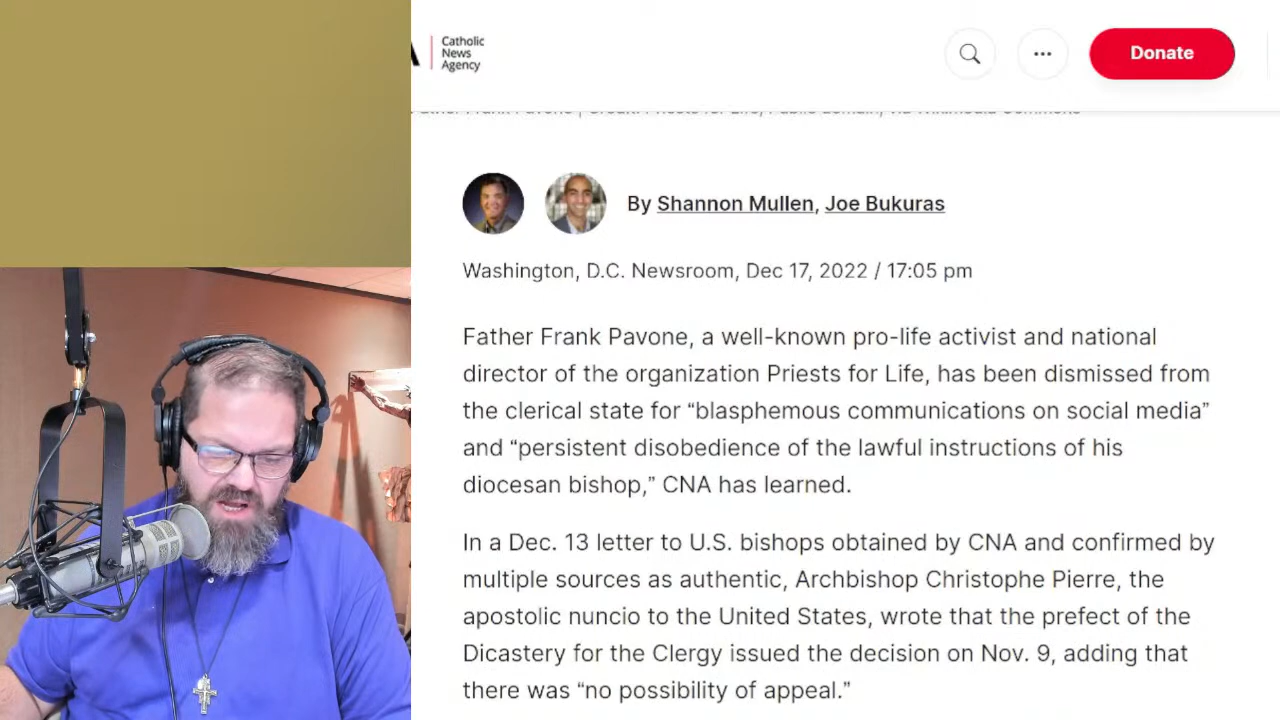 Catholic
News
Agency
Donate
By Shannon Mullen, Joe Bukuras
Washington, D.C. Newsroom, Dec 17, 2022 / 17:05 pm
Father Frank Pavone, a well-known pro-life activist and national
director of the organization Priests for Life, has been dismissed from
the clerical state for “blasphemous communications on social media”
and “persistent disobedience of the lawful instructions of his
diocesan bishop,” CNA has learned.
In a Dec. 13 letter to U.S. bishops obtained by CNA and confirmed by
multiple sources as authentic, Archbishop Christophe Pierre, the
apostolic nuncio to the United States, wrote that the prefect of the
Dicastery for the Clergy issued the decision on Nov. 9, adding that
there was “no possibility of appeal.”